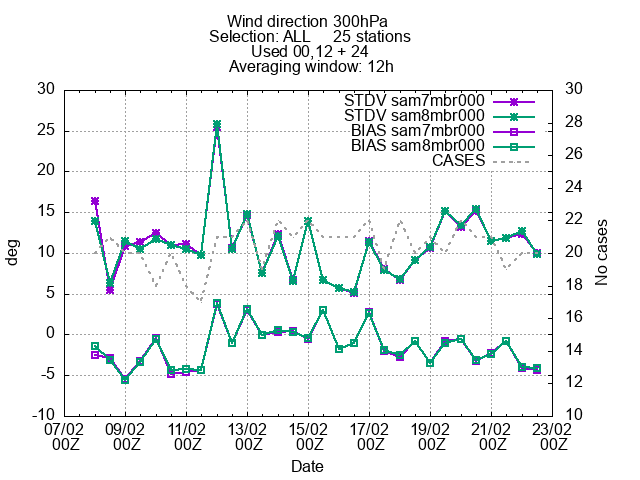 Wind direction 300hPa
Selection: ALL 25 stations
Used 00,12 + 24
Averaging window: 12h
STDV sam7mbr000
STDV sam8mbr000
BIAS sam7mbr000
BIAS sam8mbr000
CASES
30
25
20
15
10
5
0
-5
-10
deg
30
28
26
24
22
20
18
16
14
12
10
No cases
07/02 09/02 11/02 13/02 15/02 17/02 19/02 21/02 23/02
00Z 00Z 00Z 00Z 00Z 00Z 00Z 00Z 00Z
Date